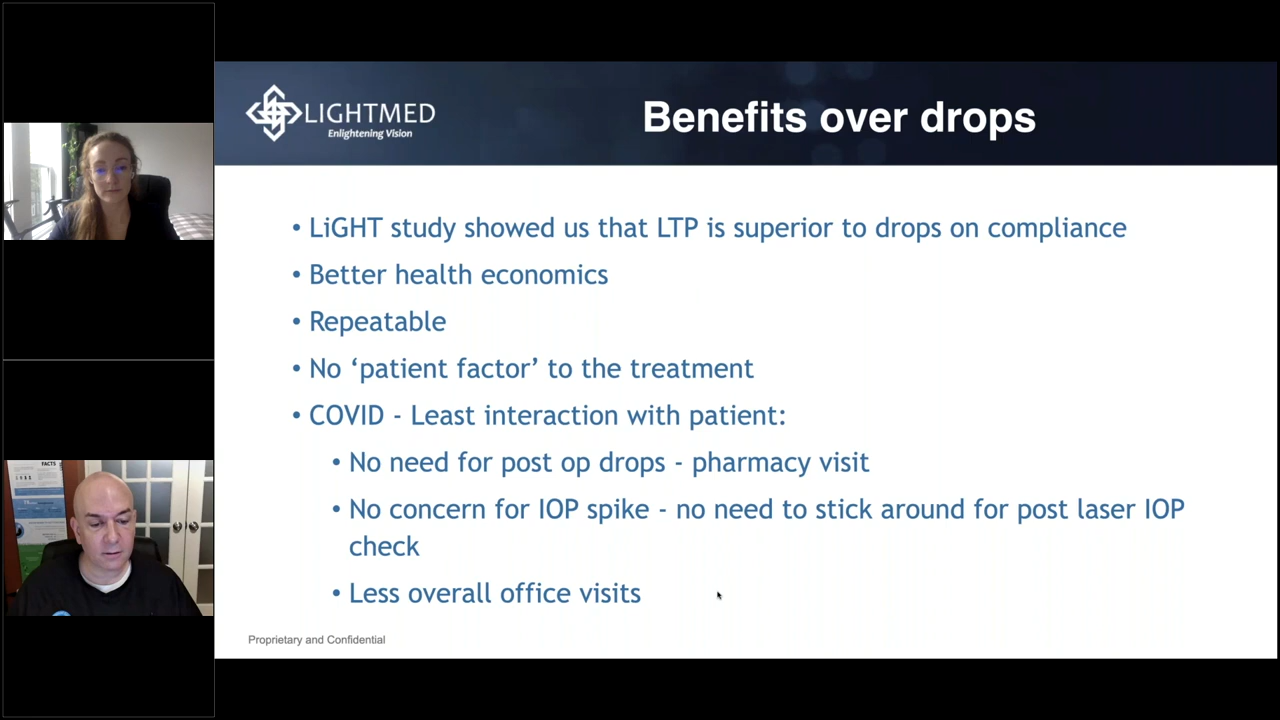 LIGHTMED
Enlightening Vision
Benefits over drops
• LiGHT study showed us that LTP is superior to drops on compliance
• Better health economics
• Repeatable
• No ‘patient factor’ to the treatment
• COVID - Least interaction with patient:
• No need for post op drops - pharmacy visit
• No concern for IOP spike - no need to stick around for post laser IOP
check
• Less overall office visits
Proprietary and Confidential
FACTS